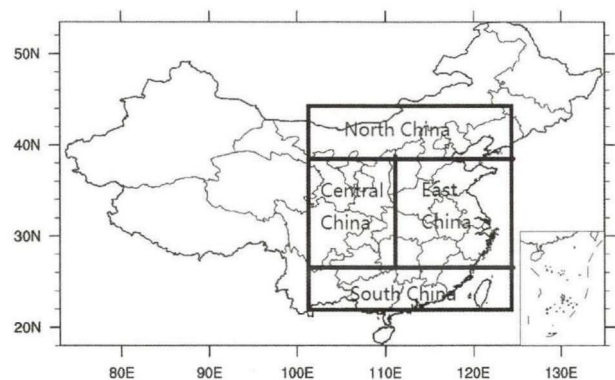 50N
40N
30N
20N
North China
Central East
China China
South China
80E 90E 100E 110E 120E 130E